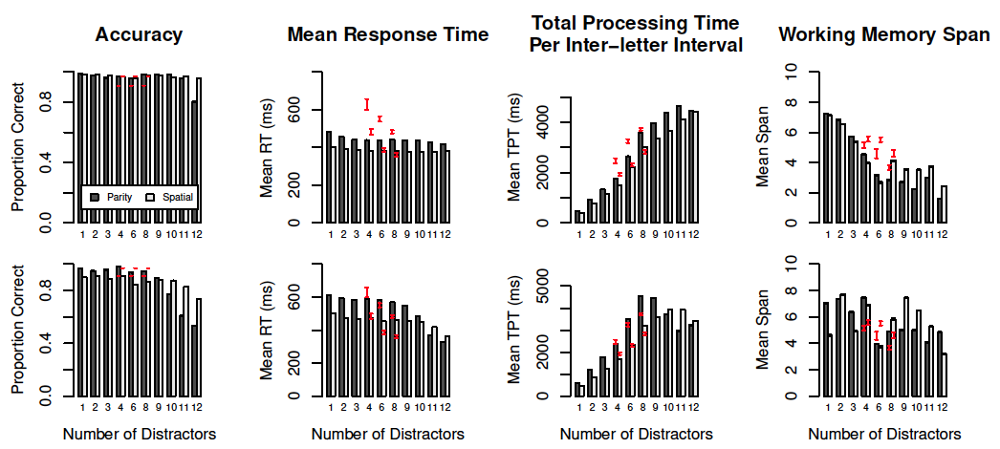 Accuracy
Mean Response Time
Total Processing Time
Per Inter−letter Interval
Working Memory Span
Proportion Correct
0.0 0.4 0.8
Parity Spatial
1 2 3 4 6 8 9 10 11 12
Mean RT (ms)
0 200 600
1 2 3 4 6 8 9 10 11 12
Mean TPT (ms)
0 2000 4000
1 2 3 4 6 8 9 10 11 12
Mean Span
0 2 4 6 8 10
1 2 3 4 6 8 9 10 11 12
Proportion Correct
0.0 0.4 0.8
1 2 3 4 6 8 9 10 11 12
Number of Distractors
Mean RT (ms)
0 200 600
1 2 3 4 6 8 9 10 11 12
Number of Distractors
Mean TPT (ms)
0 2000 5000
1 2 3 4 6 8 9 10 11 12
Number of Distractors
Mean Span
0 2 4 6 8 10
1 2 3 4 6 8 9 10 11 12
Number of Distractors